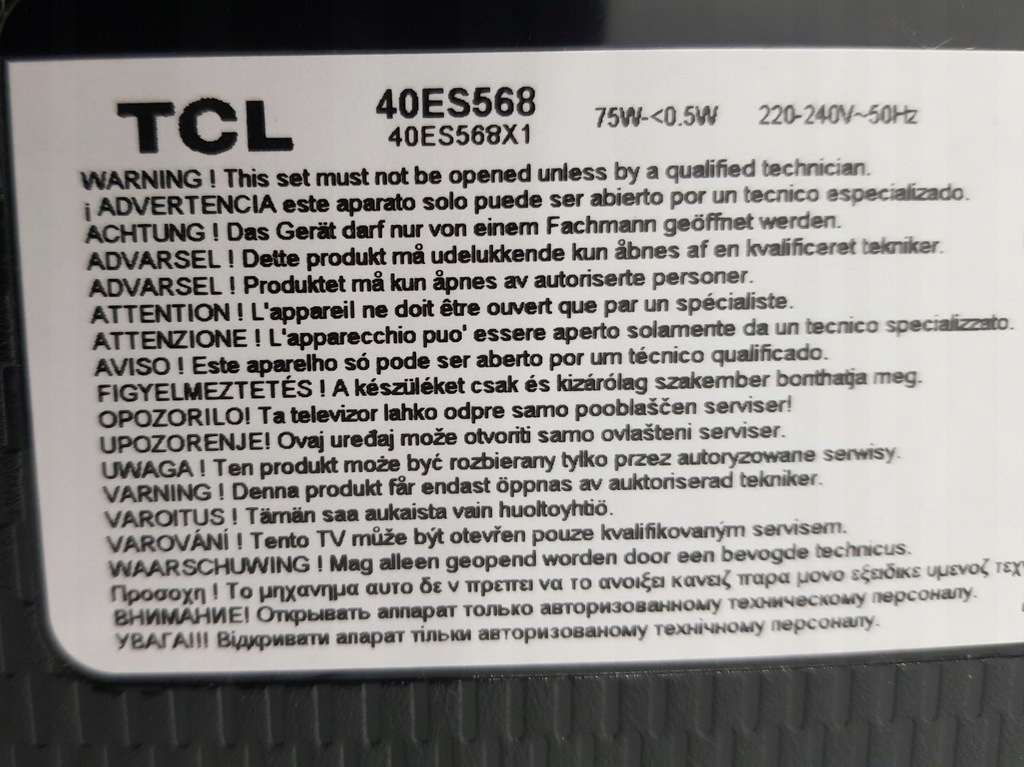 TCL 40ES568 75W-<0.5W 220-240V~50Hz
40ES568X1
WARNING ! This set must not be opened unless by a qualified technician.
¡ ADVERTENCIA este aparato solo puede ser abierto por un tecnico especializado.
ACHTUNG ! Das Gerät darf nur von einem Fachmann geöffnet werden.
ADVARSEL ! Dette produkt må udelukkende kun åbnes af en kvalificeret tekniker.
ADVARSEL ! Produktet må kun åpnes av autoriserte personer.
ATTENTION ! L'appareil ne doit être ouvert que par un spécialiste.
ATTENZIONE ! L'apparecchio puo' essere aperto solamente da un tecnico specializzato.
AVISO ! Este aparelho só pode ser aberto por um técnico qualificado.
FIGYELMEZTETÉS ! A készüléket csak és kizárólag szakember bonthatja meg.
OPOZORILO! Ta televizor lahko odpre samo pooblaščen serviser!
UPOZORENJE! Ovaj uređaj može otvoriti samo ovlašteni serviser.
UWAGA ! Ten produkt może być rozbierany tylko przez autoryzowane serwisy.
VARNING ! Denna produkt får endast öppnas av auktoriserad tekniker.
VAROITUS ! Tämän saa aukaista vain huoltoyhtiö.
VAROVÁNÍ ! Tento TV může být otevřen pouze kvalifikovaným servisem.
WAARSCHUWING ! Mag alleen geopend worden door een bevogde technicus.
Προσοχη ! Το μηχανημα αυτο δε ν πρεπει να το ανοιξει κανειζ παρα μονο εξειδικε υμενοζ τεχ
ВНИМАНИЕ! Открывать аппарат только авторизованному техническому персоналу.
УВАГА!!! Відкривати апарат тільки авторизованому технічному персоналу.